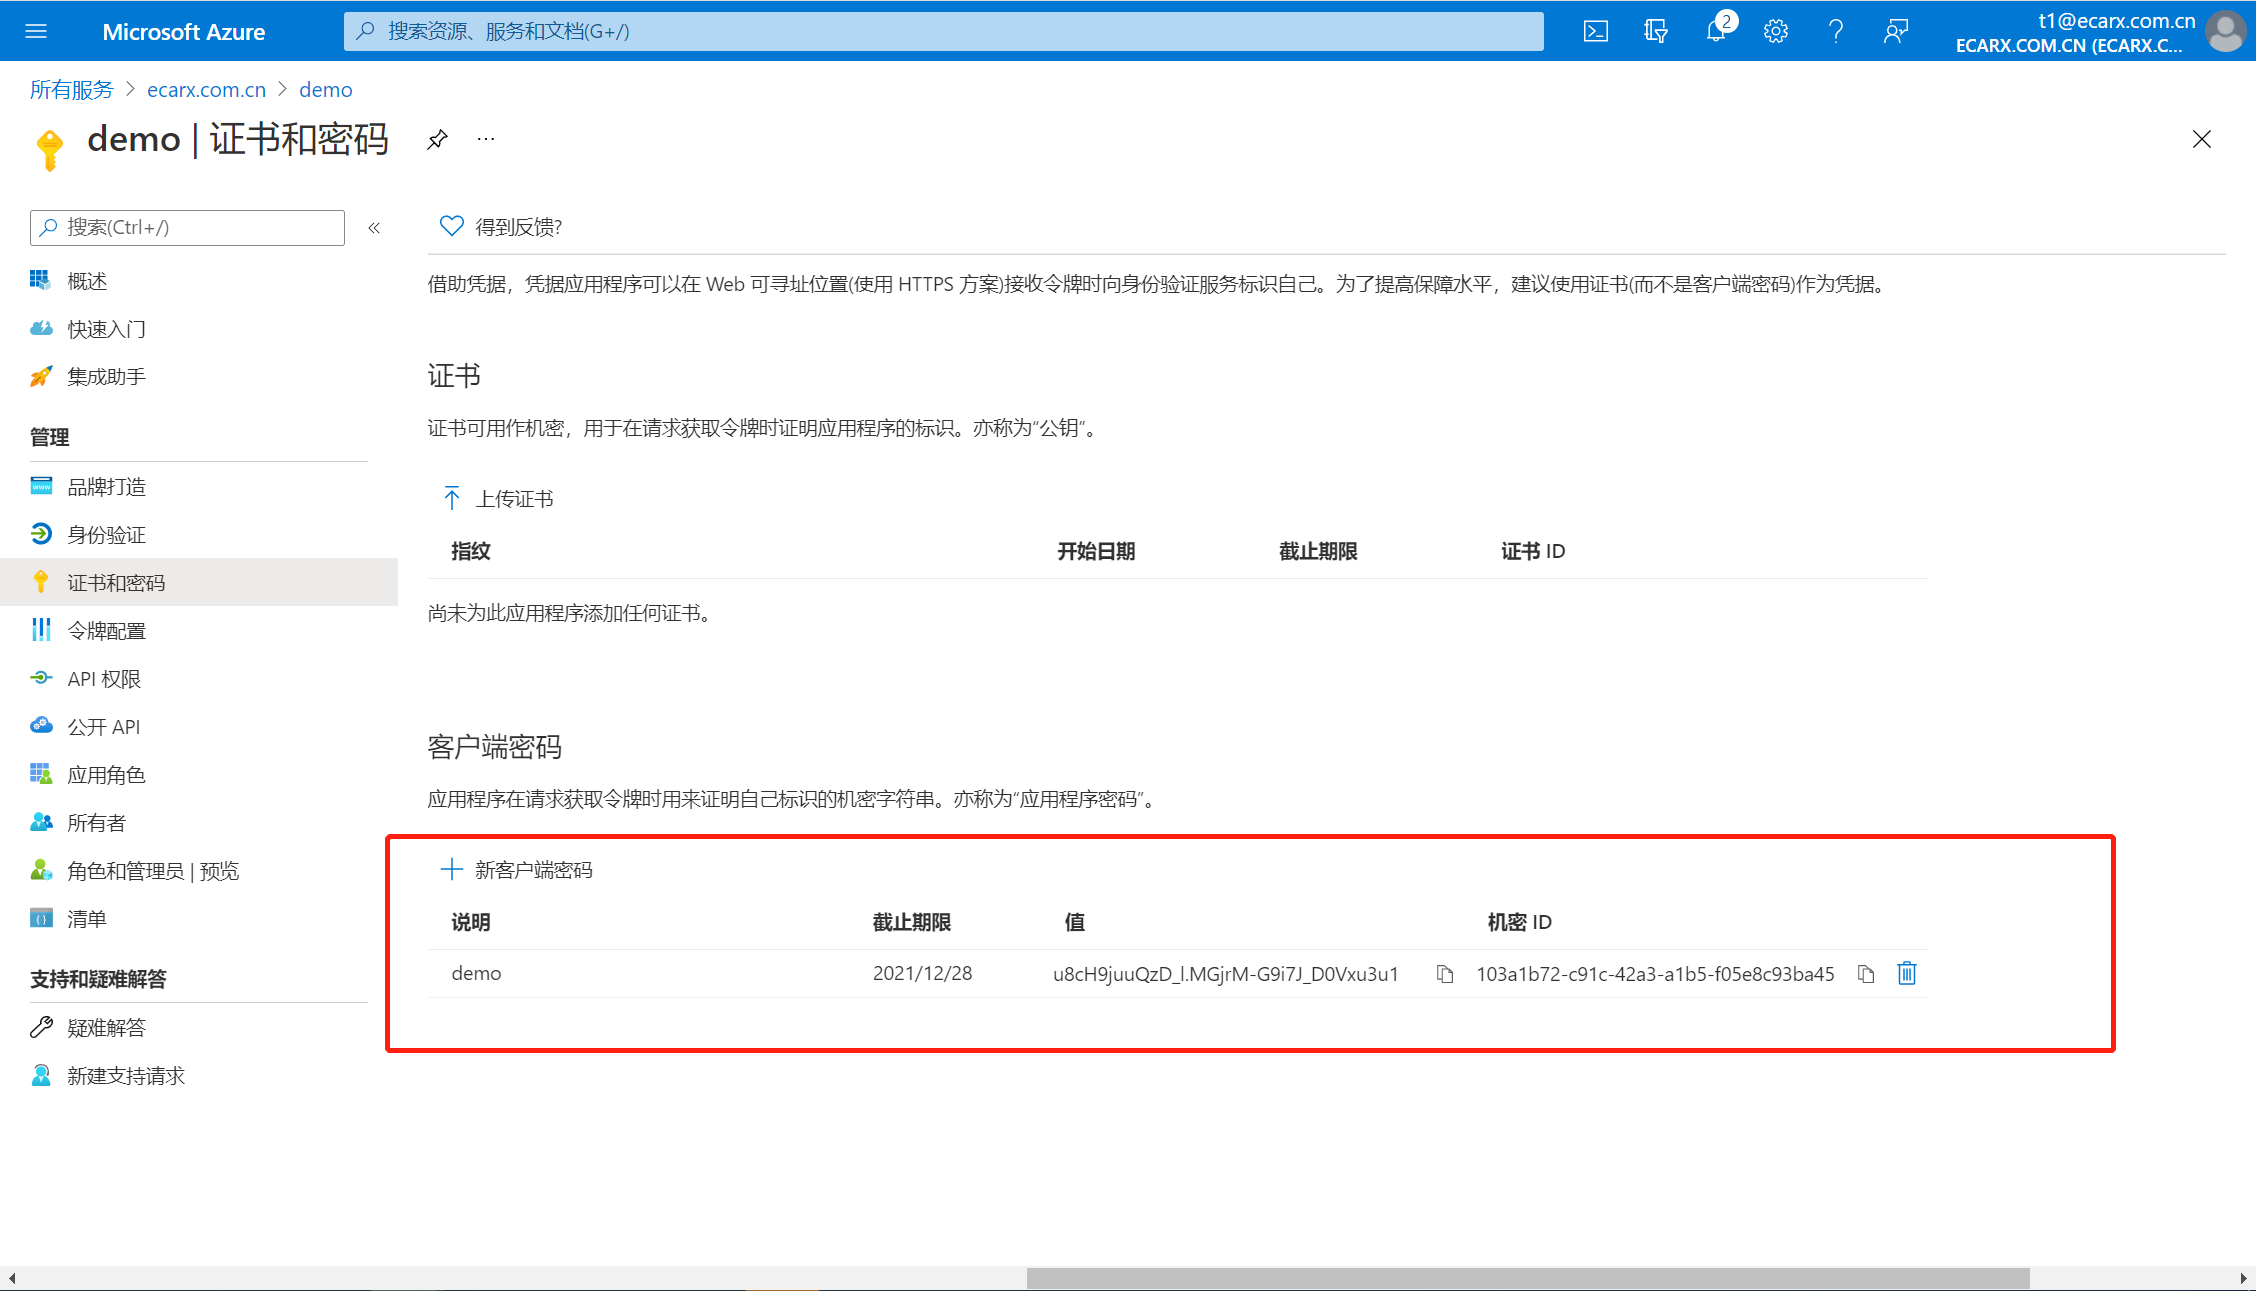 Microsoft Azure
搜索资源、服务和文档(G+/)
2
t1@ecarx.com.cn
ECARX.COM.CN (ECARX.C...
所有服务 > ecarx.com.cn > demo
demo | 证书和密码
搜索(Ctrl+/)
概述
快速入门
集成助手
管理
品牌打造
身份验证
证书和密码
令牌配置
API 权限
公开 API
应用角色
所有者
角色和管理员 | 预览
清单
支持和疑难解答
疑难解答
新建支持请求
得到反馈?
借助凭据，凭据应用程序可以在 Web 可寻址位置(使用 HTTPS 方案)接收令牌时向身份验证服务标识自己。为了提高保障水平，建议使用证书(而不是客户端密码)作为凭据。
证书
证书可用作机密，用于在请求获取令牌时证明应用程序的标识。亦称为“公钥”。
上传证书
指纹 开始日期 截止期限 证书 ID
尚未为此应用程序添加任何证书。
客户端密码
应用程序在请求获取令牌时用来证明自己标识的机密字符串。亦称为“应用程序密码”。
新客户端密码
说明 截止期限 值 机密 ID
demo 2021/12/28 u8cH9juuQzD_l.MGjrM-G9i7J_D0Vxu3u1 103a1b72-c91c-42a3-a1b5-f05e8c93ba45